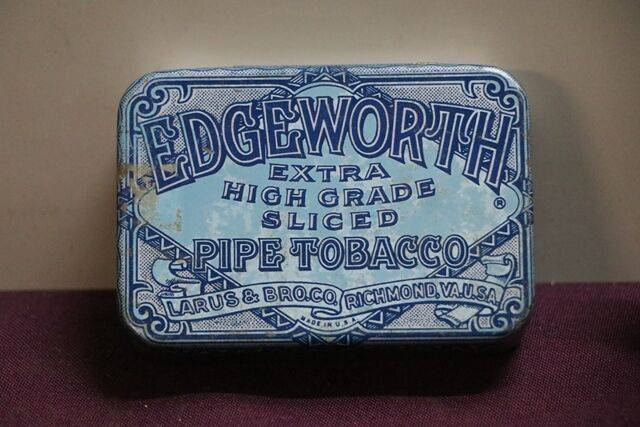 EDGEWORTH
EXTRA
HIGH GRADE
SLICED
®
PIPE TOBACCO
LARUS & BRO.CO. RICHMOND, VA.U.S.A.
MADE IN U.S.A.